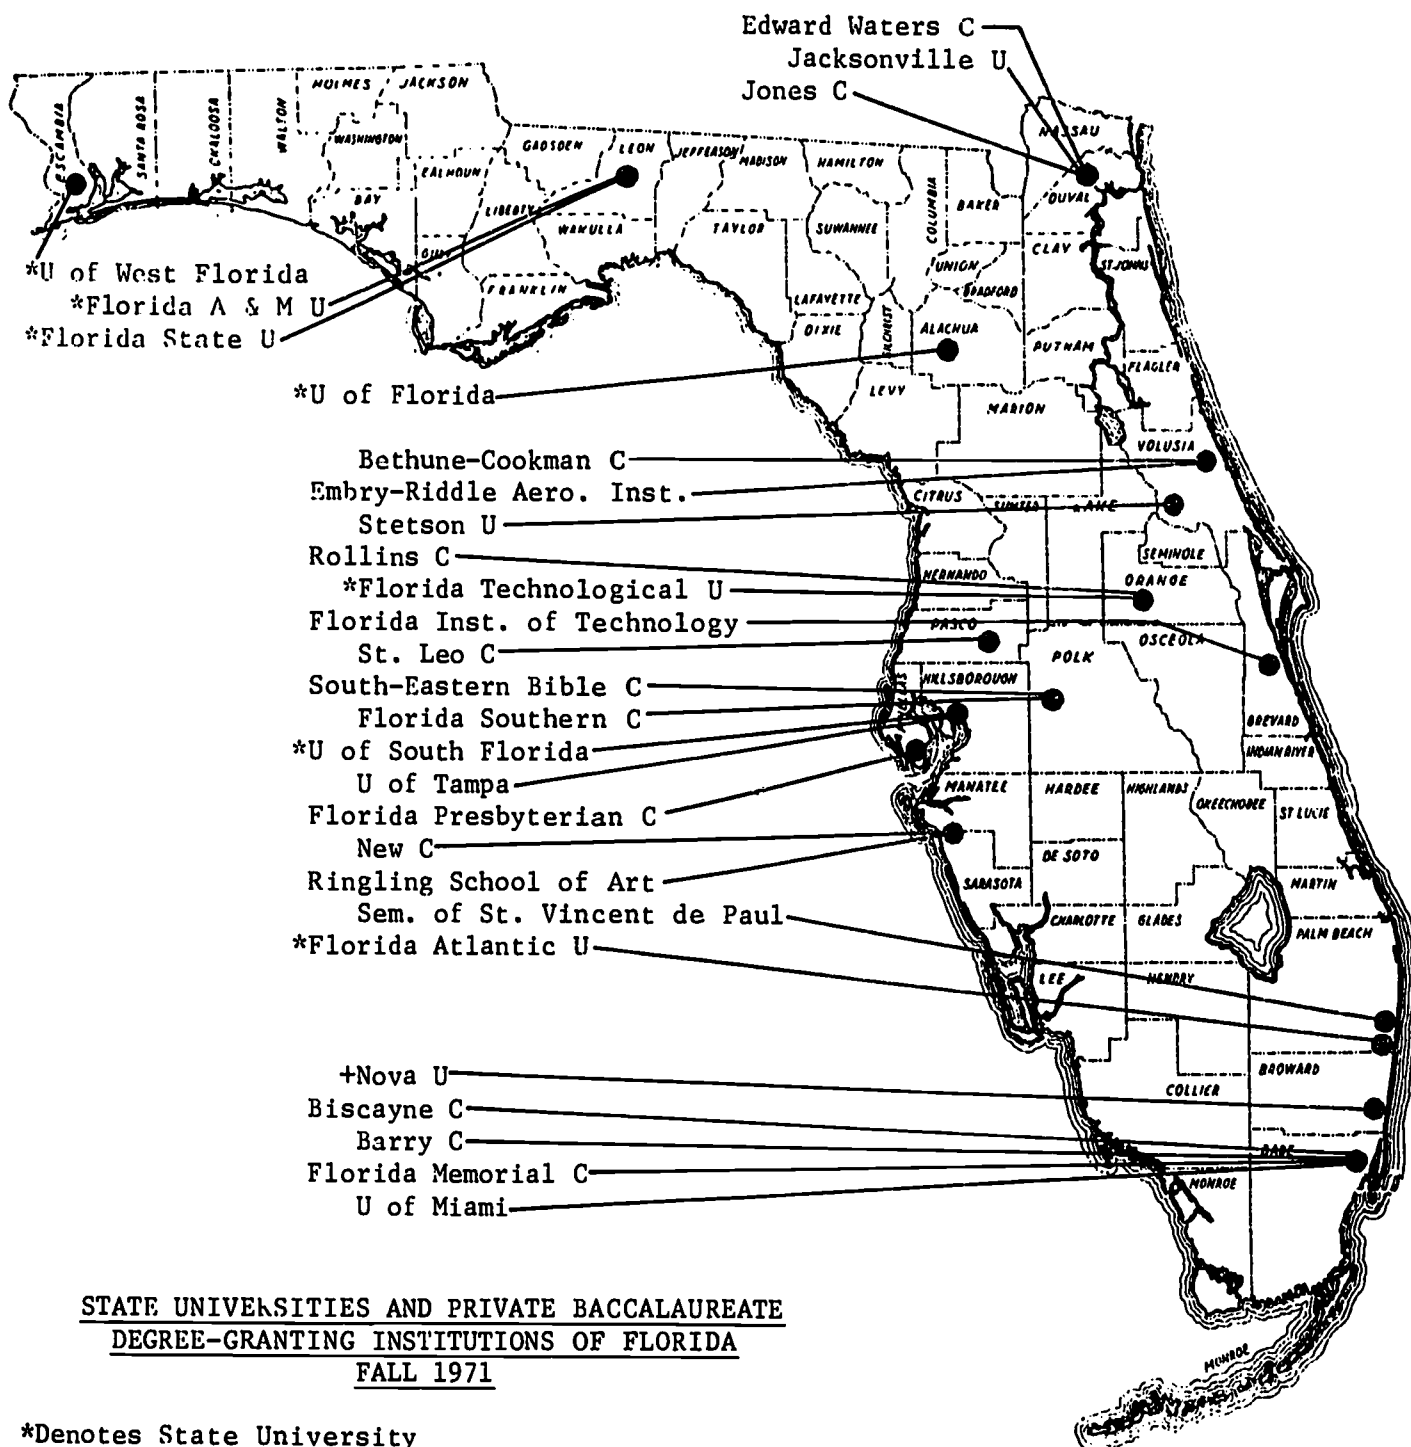 Edward Waters C
Jacksonville U
Jones C
HOLMES
JACKSON
ESCAMBIA
SANTA ROSA
OKALOOSA
WALTON
WASHINGTON
GADSDEN
LEON
JEFFERSON
MADISON
HAMILTON
NASSAU
CALHOUN
BAY
LIBERTY
WAKULLA
TAYLOR
SUWANNEE
COLUMBIA
BAKER
DUVAL
CLAY
ST. JOHNS
UNION
BRADFORD
FRANKLIN
LAFAYETTE
DIXIE
GILCHRIST
ALACHUA
PUTNAM
FLAGLER
*U of West Florida
*Florida A & M U
*Florida State U
*U of Florida
LEVY
MARION
VOLUSIA
Bethune-Cookman C
Embry-Riddle Aero. Inst.
CITRUS
SUMTER
LAKE
Stetson U
Rollins C
SEMINOLE
HERNANDO
ORANGE
*Florida Technological U
Florida Inst. of Technology
PASCO
OSCEOLA
St. Leo C
POLK
South-Eastern Bible C
HILLSBOROUGH
Florida Southern C
BREVARD
*U of South Florida
INDIAN RIVER
U of Tampa
MANATEE
HARDEE
HIGHLANDS
OKEECHOBEE
ST LUCIE
Florida Presbyterian C
New C
DE SOTO
Ringling School of Art
SARASOTA
MARTIN
Sem. of St. Vincent de Paul
CHARLOTTE
GLADES
PALM BEACH
*Florida Atlantic U
LEE
HENDRY
+Nova U
BROWARD
COLLIER
Biscayne C
Barry C
DADE
Florida Memorial C
MONROE
U of Miami
STATE UNIVERSITIES AND PRIVATE BACCALAUREATE
DEGREE-GRANTING INSTITUTIONS OF FLORIDA
FALL 1971
MONROE
*Denotes State University